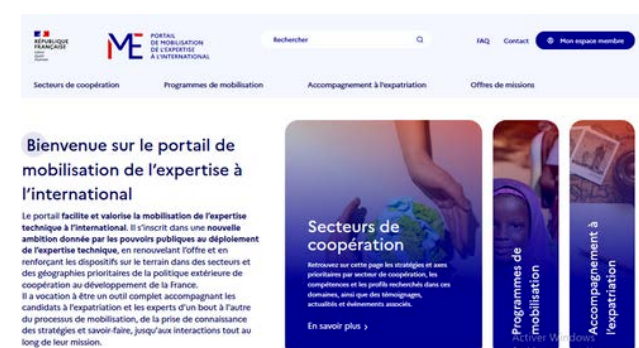 RÉPUBLIQUE
FRANÇAISE
ME
PORTAIL
DE MOBILISATION
DE L'EXPERTISE
À L'INTERNATIONAL
Rechercher
FAQ
Contact
Mon espace membre
Secteurs de coopération
Programmes de mobilisation
Accompagnement à l'expatriation
Offres de missions
Bienvenue sur le portail de
mobilisation de l'expertise à
l'international
Le portail facilite et valorise la mobilisation de l'expertise
technique à l'international. Il s'inscrit dans une nouvelle
ambition donnée par les pouvoirs publiques au déploiement
de l'expertise technique, en renouvelant l'offre et en
renforçant les dispositifs sur le terrain dans des secteurs et
des géographies prioritaires de la politique extérieure de
coopération au développement de la France.
Il a vocation à être un outil complet accompagnant les
candidats à l'expatriation et les experts d'un bout à l'autre
du processus de mobilisation, de la prise de connaissance
des stratégies et savoir-faire, jusqu'aux interactions tout au
long de leur mission.
Secteurs de
coopération
Retrouvez sur cette page les stratégies et axes
prioritaires par secteur de coopération, les
compétences et les profils recherchés dans ces
domaines, ainsi que des témoignages,
actualités et événements associés.
En savoir plus >
Programmes de
mobilisation
Accompagnement à
l'expatriation
Activer Windows